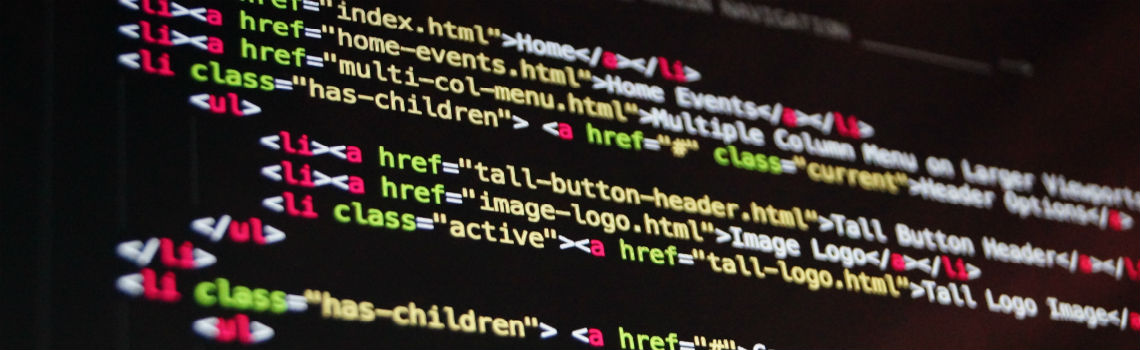 NAVIGATION
href="index.html">Home</a></li>
<li><a href="home-events.html">Home Events</a></li>
<li><a href="multi-col-menu.html">Multiple Column Menu on Larger Viewports
<li class="has-children"> <a href="#" class="current">Header Options</a>
<ul>
<li><a href="tall-button-header.html">Tall Button Header</a></li>
<li><a href="image-logo.html">Image Logo</a></li>
<li class="active"><a href="tall-logo.html">Tall Logo Image</a>
</ul>
</li>
<li class="has-children"> <a href="#">
<ul>